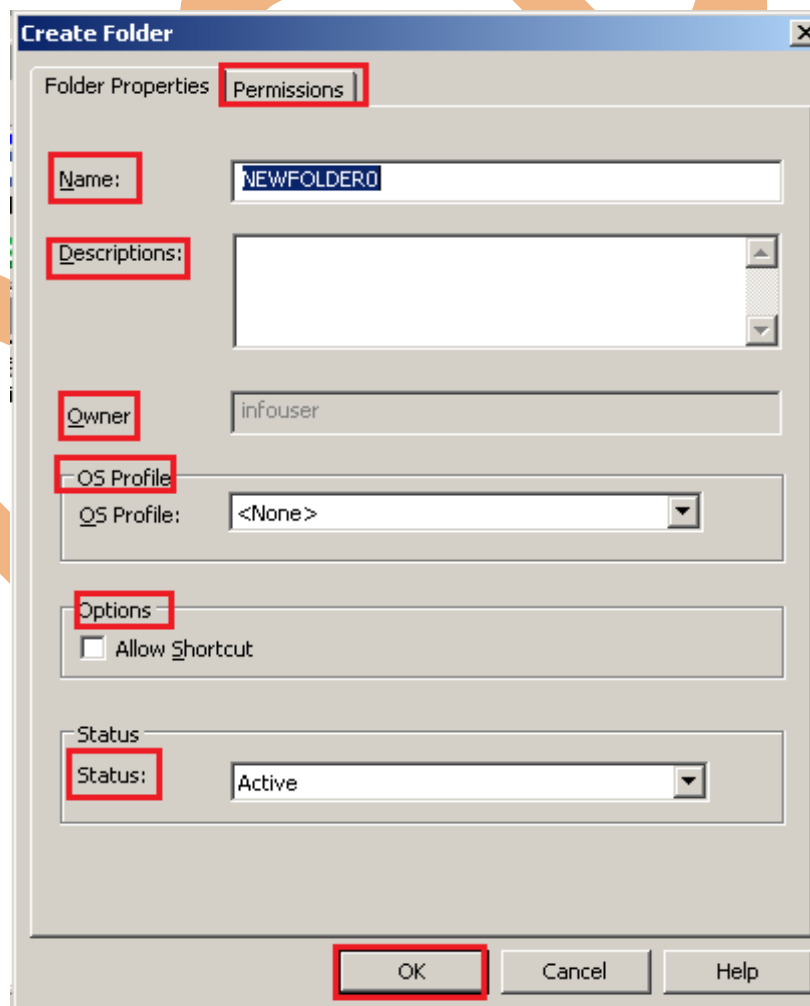 Create Folder
Folder Properties Permissions
Name: NEWFOLDER0
Descriptions:
Owner infouser
OS Profile
OS Profile: <None>
Options
Allow Shortcut
Status
Status: Active
OK Cancel Help